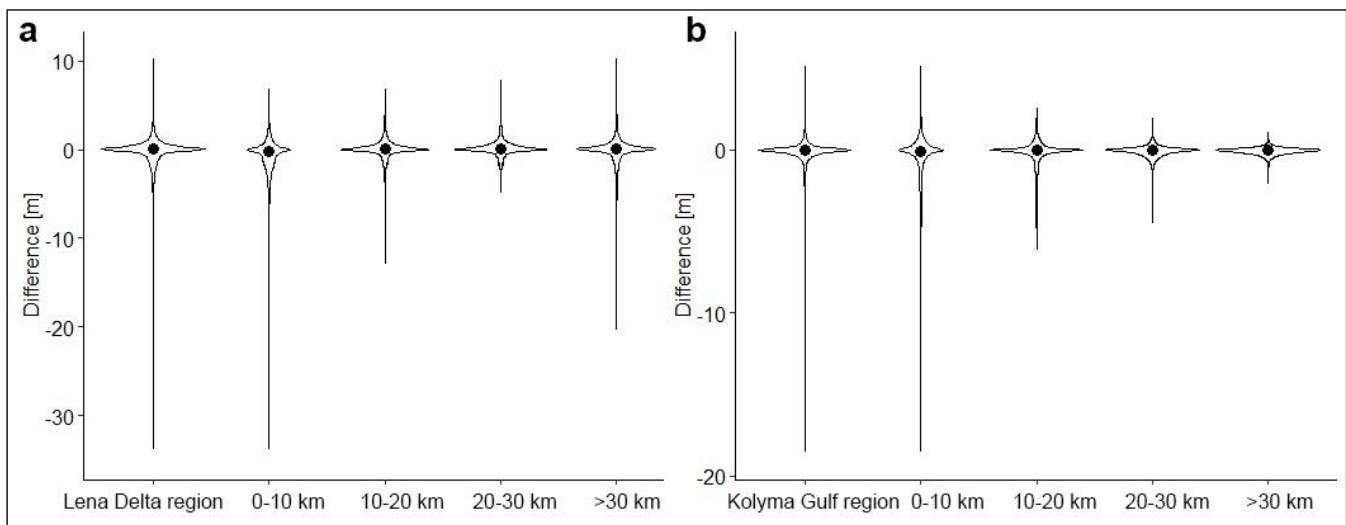 a
Difference [m]
10
0
-10
-20
-30
Lena Delta region 0-10 km 10-20 km 20-30 km >30 km
b
Difference [m]
0
-10
-20
Kolyma Gulf region 0-10 km 10-20 km 20-30 km >30 km